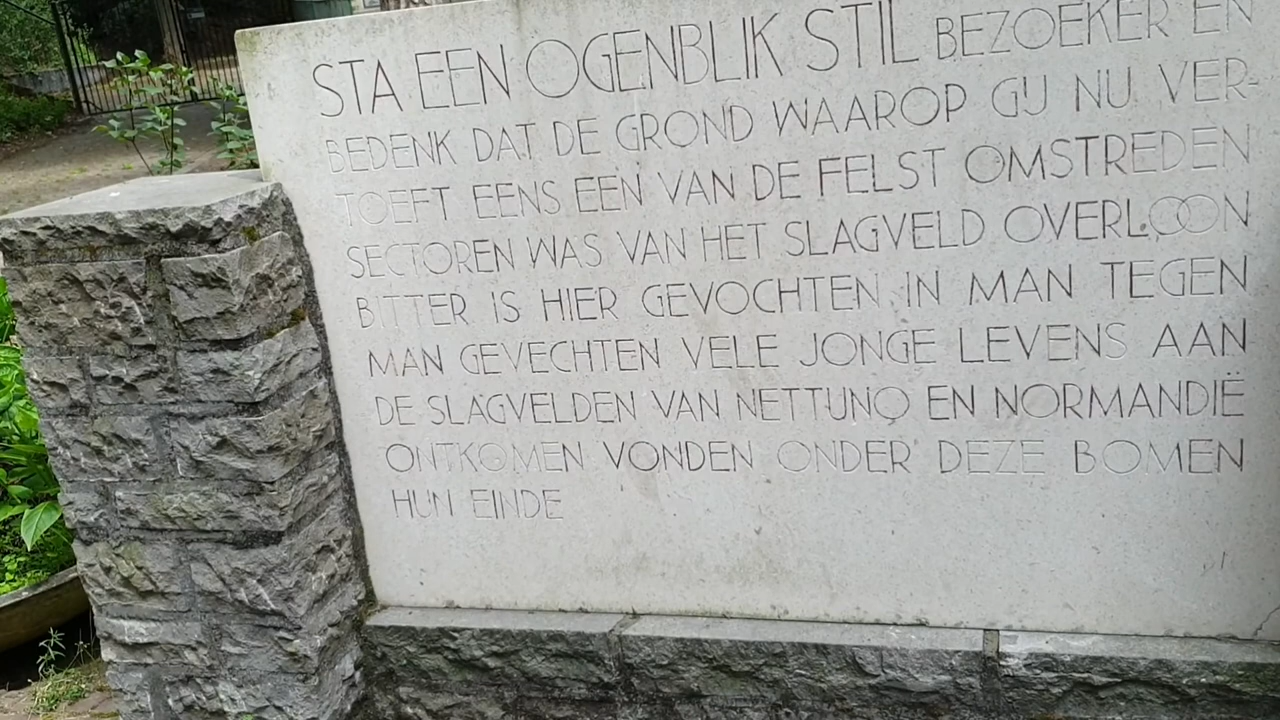 STA EEN OGENBLIK STIL BEZOEKER EN
BEDENK DAT DE GROND WAAROP GIJ NU VER-
TOEFT EENS EEN VAN DE FELST OMSTREDEN
SECTOREN WAS VAN HET SLAGVELD OVERLOON
BITTER IS HIER GEVOCHTEN IN MAN TEGEN
MAN GEVECHTEN VELE JONGE LEVENS AAN
DE SLAGVELDEN VAN NETTUNO EN NORMANDIË
ONTKOMEN VONDEN ONDER DEZE BOMEN
HUN EINDE